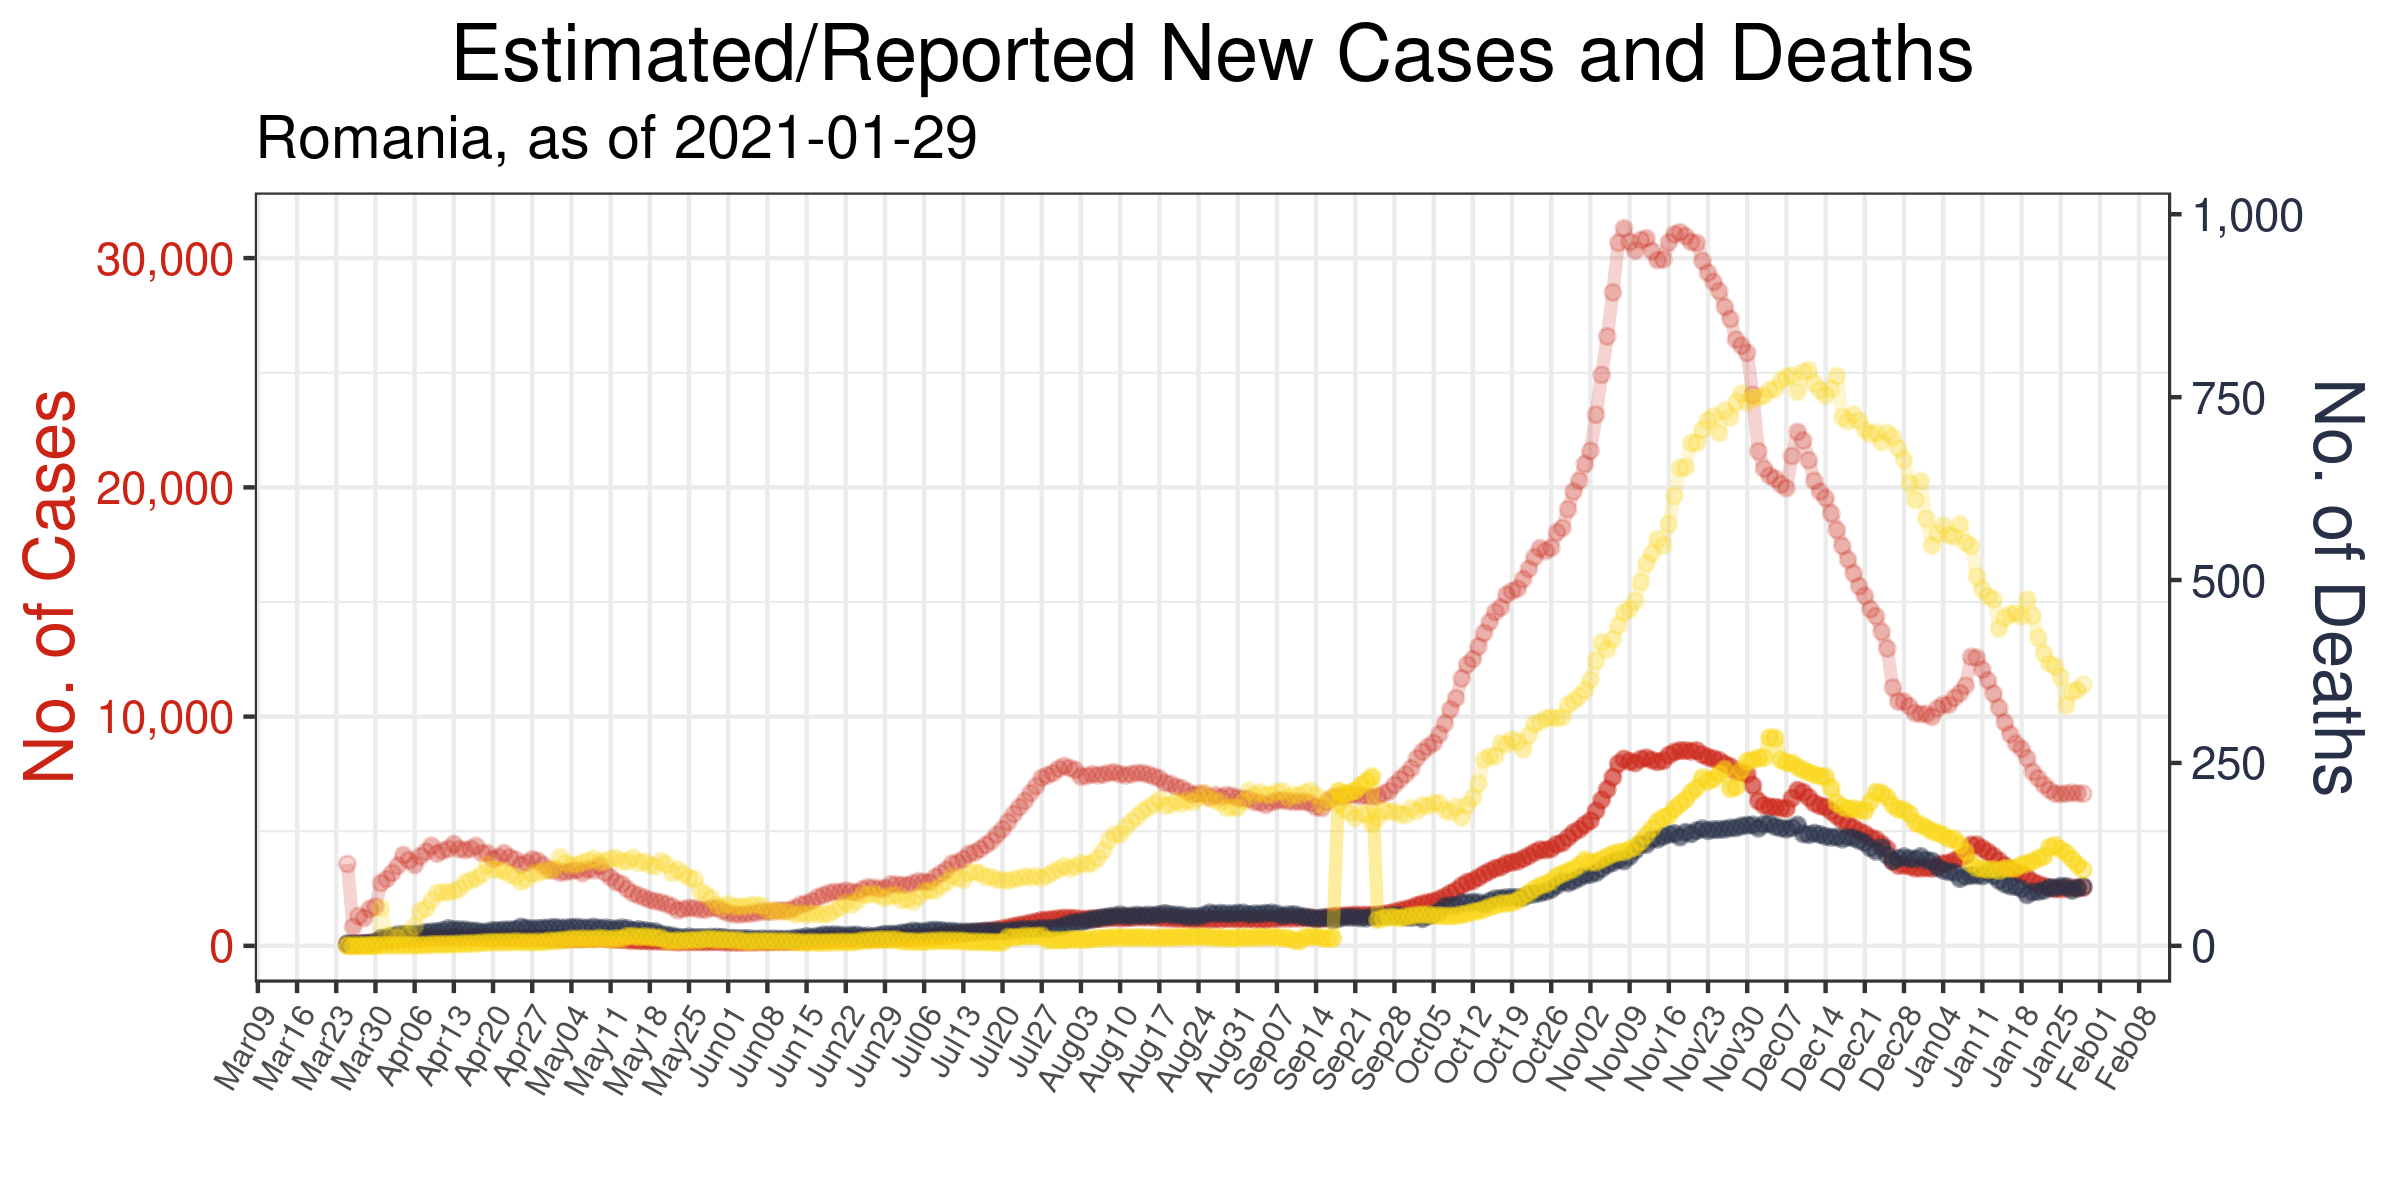 Estimated/Reported New Cases and Deaths
Romania, as of 2021-01-29
No. of Cases
30,000
20,000
10,000
0
1,000
750
500
250
0
No. of Deaths
Mar09
Mar16
Mar23
Mar30
Apr06
Apr13
Apr20
Apr27
May04
May11
May18
May25
Jun01
Jun08
Jun15
Jun22
Jun29
Jul06
Jul13
Jul20
Jul27
Aug03
Aug10
Aug17
Aug24
Aug31
Sep07
Sep14
Sep21
Sep28
Oct05
Oct12
Oct19
Oct26
Nov02
Nov09
Nov16
Nov23
Nov30
Dec07
Dec14
Dec21
Dec28
Jan04
Jan11
Jan18
Jan25
Feb01
Feb08